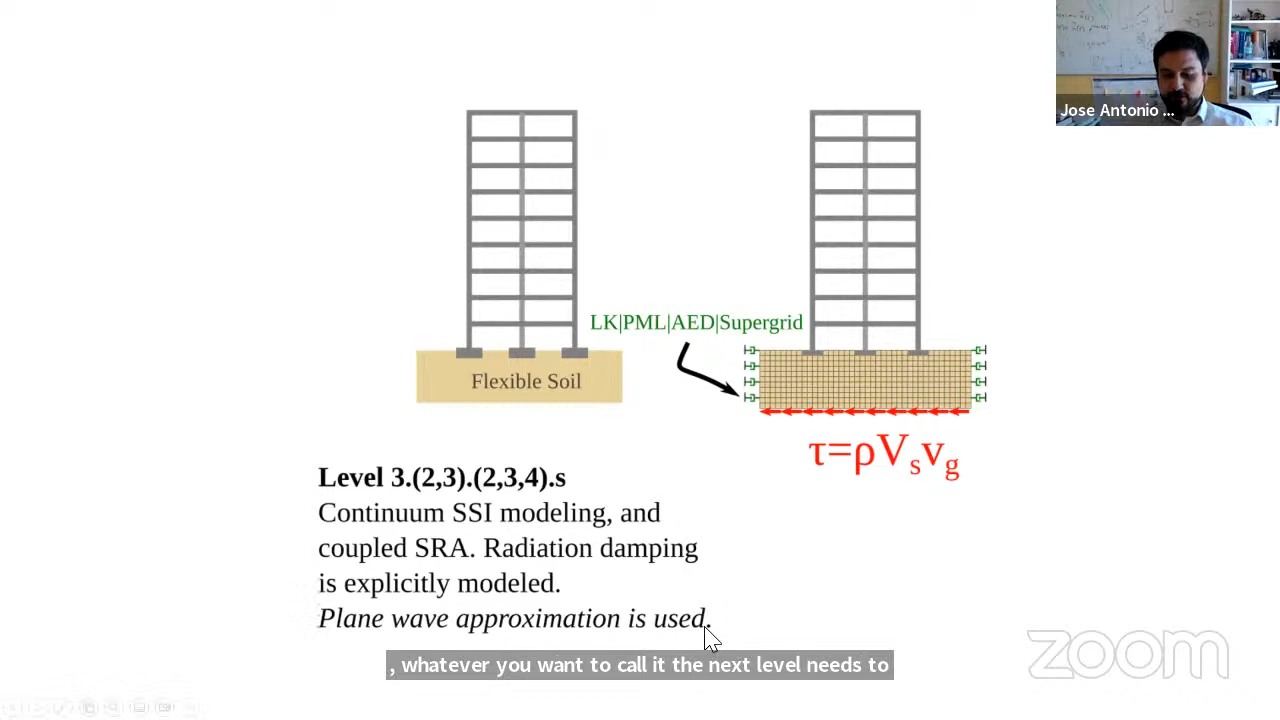 Jose Antonio ...
LK|PML|AED|Supergrid
Flexible Soil
τ=ρVsvg
Level 3.(2,3).(2,3,4).s
Continuum SSI modeling, and
coupled SRA. Radiation damping
is explicitly modeled.
Plane wave approximation is used.
, whatever you want to call it the next level needs to
zoom